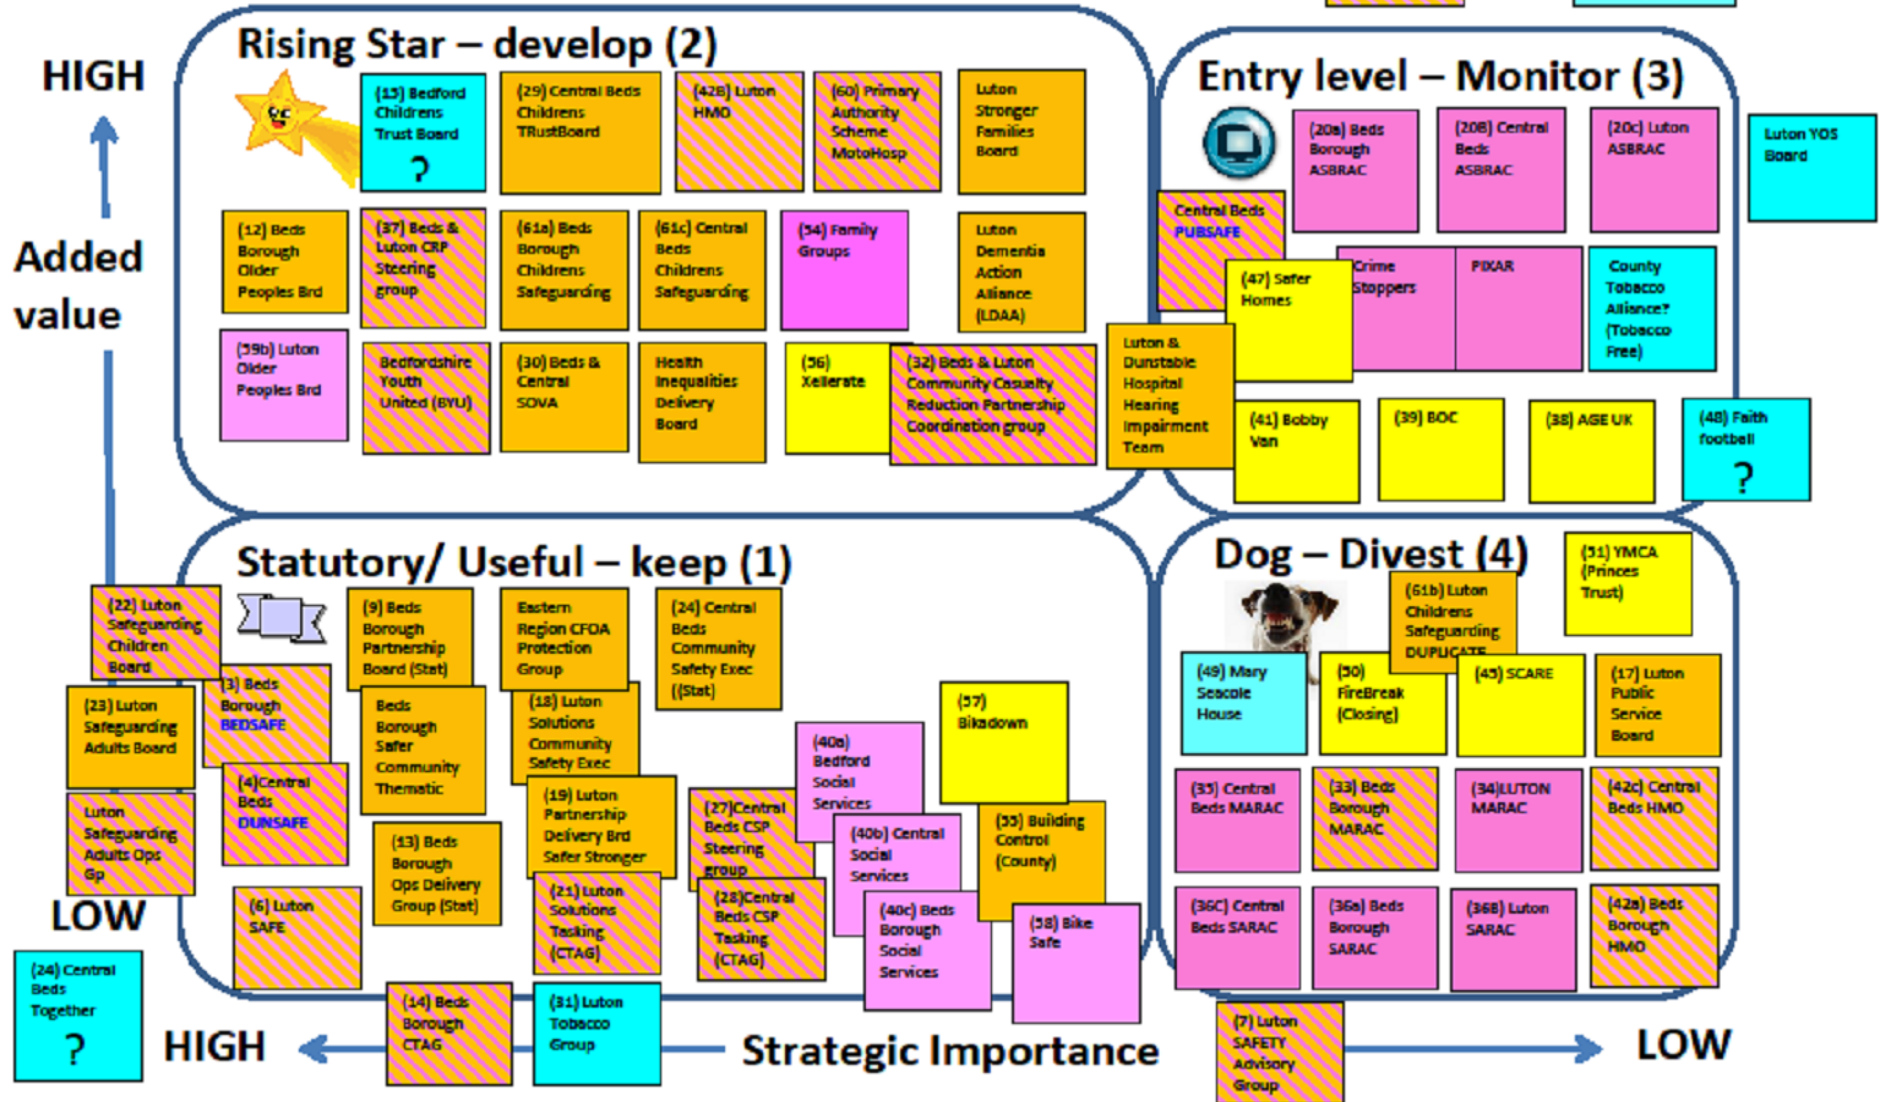 Rising Star – develop (2)
HIGH
Added
value
LOW
(15) Bedford
Childrens
Trust Board
?
(29) Central Beds
Childrens
TRustBoard
(42B) Luton
HMO
(60) Primary
Authority
Scheme
MotoHosp
Luton
Stronger
Families
Board
(12) Beds
Borough
Older
Peoples Brd
(37) Beds &
Luton CRP
Steering
group
(61a) Beds
Borough
Childrens
Safeguarding
(61c) Central
Beds
Childrens
Safeguarding
(54) Family
Groups
Luton
Dementia
Action
Alliance
(LDAA)
(59b) Luton
Older
Peoples Brd
Bedfordshire
Youth
United (BYU)
(30) Beds &
Central
SOVA
Health
Inequalities
Delivery
Board
(56)
Xellerate
(32) Beds & Luton
Community Casualty
Reduction Partnership
Coordination group
Luton &
Dunstable
Hospital
Hearing
Impairment
Team
Entry level – Monitor (3)
(20a) Beds
Borough
ASBRAC
(20B) Central
Beds
ASBRAC
(20c) Luton
ASBRAC
Luton YOS
Board
Central Beds
PUBSAFE
(47) Safer
Homes
Crime
Stoppers
PIXAR
County
Tobacco
Alliance?
(Tobacco
Free)
(41) Bobby
Van
(39) BOC
(38) AGE UK
(48) Faith
football
?
Statutory/ Useful – keep (1)
(22) Luton
Safeguarding
Children
Board
(23) Luton
Safeguarding
Adults Board
Luton
Safeguarding
Adults Ops
Gp
(3) Beds
Borough
BEDSAFE
(4)Central
Beds
DUNSAFE
(6) Luton
SAFE
(9) Beds
Borough
Partnership
Board (Stat)
Beds
Borough
Safer
Community
Thematic
(13) Beds
Borough
Ops Delivery
Group (Stat)
Eastern
Region CFOA
Protection
Group
(18) Luton
Solutions
Community
Safety Exec
(19) Luton
Partnership
Delivery Brd
Safer Stronger
(21) Luton
Solutions
Tasking
(CTAG)
(24) Central
Beds
Community
Safety Exec
((Stat)
(27)Central
Beds CSP
Steering
group
(28)Central
Beds CSP
Tasking
(CTAG)
(40a)
Bedford
Social
Services
(40b) Central
Social
Services
(40c) Beds
Borough
Social
Services
(57)
Bikadown
(55) Building
Control
(County)
(58) Bike
Safe
Dog – Divest (4)
(51) YMCA
(Princes
Trust)
(61b) Luton
Childrens
Safeguarding
DUPLICATE
(49) Mary
Seacole
House
(50)
FireBreak
(Closing)
(45) SCARE
(17) Luton
Public
Service
Board
(35) Central
Beds MARAC
(33) Beds
Borough
MARAC
(34)LUTON
MARAC
(42c) Central
Beds HMO
(36C) Central
Beds SARAC
(36a) Beds
Borough
SARAC
(36B) Luton
SARAC
(42a) Beds
Borough
HMO
(24) Central
Beds
Together
?
HIGH
(14) Beds
Borough
CTAG
(31) Luton
Tobacco
Group
Strategic Importance
(7) Luton
SAFETY
Advisory
Group
LOW